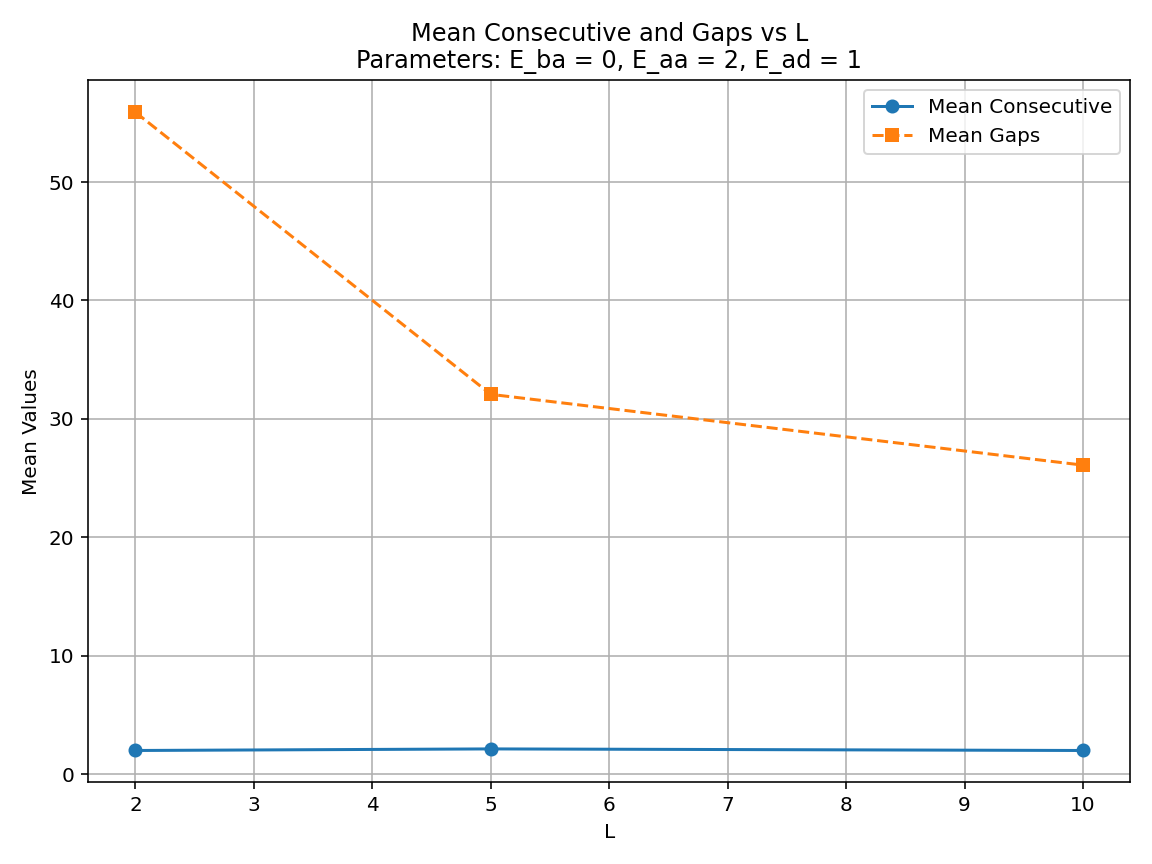 Mean Consecutive and Gaps vs L
Parameters: E_ba = 0, E_aa = 2, E_ad = 1
Mean Consecutive
Mean Gaps
Mean Values
50
40
30
20
10
0
2 3 4 5 6 7 8 9 10
L